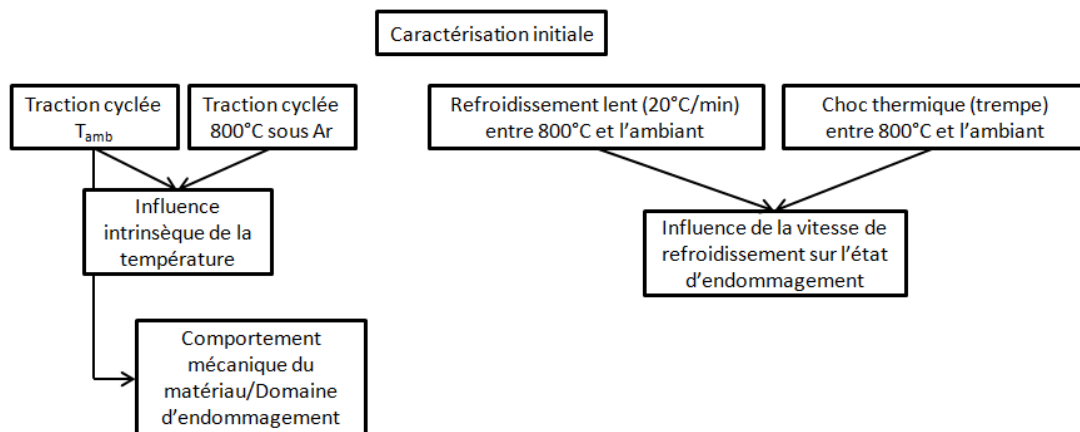 Caractérisation initiale
Traction cyclée
T_amb
Traction cyclée
800°C sous Ar
Refroidissement lent (20°C/min)
entre 800°C et l'ambiant
Choc thermique (trempe)
entre 800°C et l'ambiant
Influence
intrinsèque de la
température
Influence de la vitesse de
refroidissement sur l'état
d'endommagement
Comportement
mécanique du
matériau/Domaine
d'endommagement